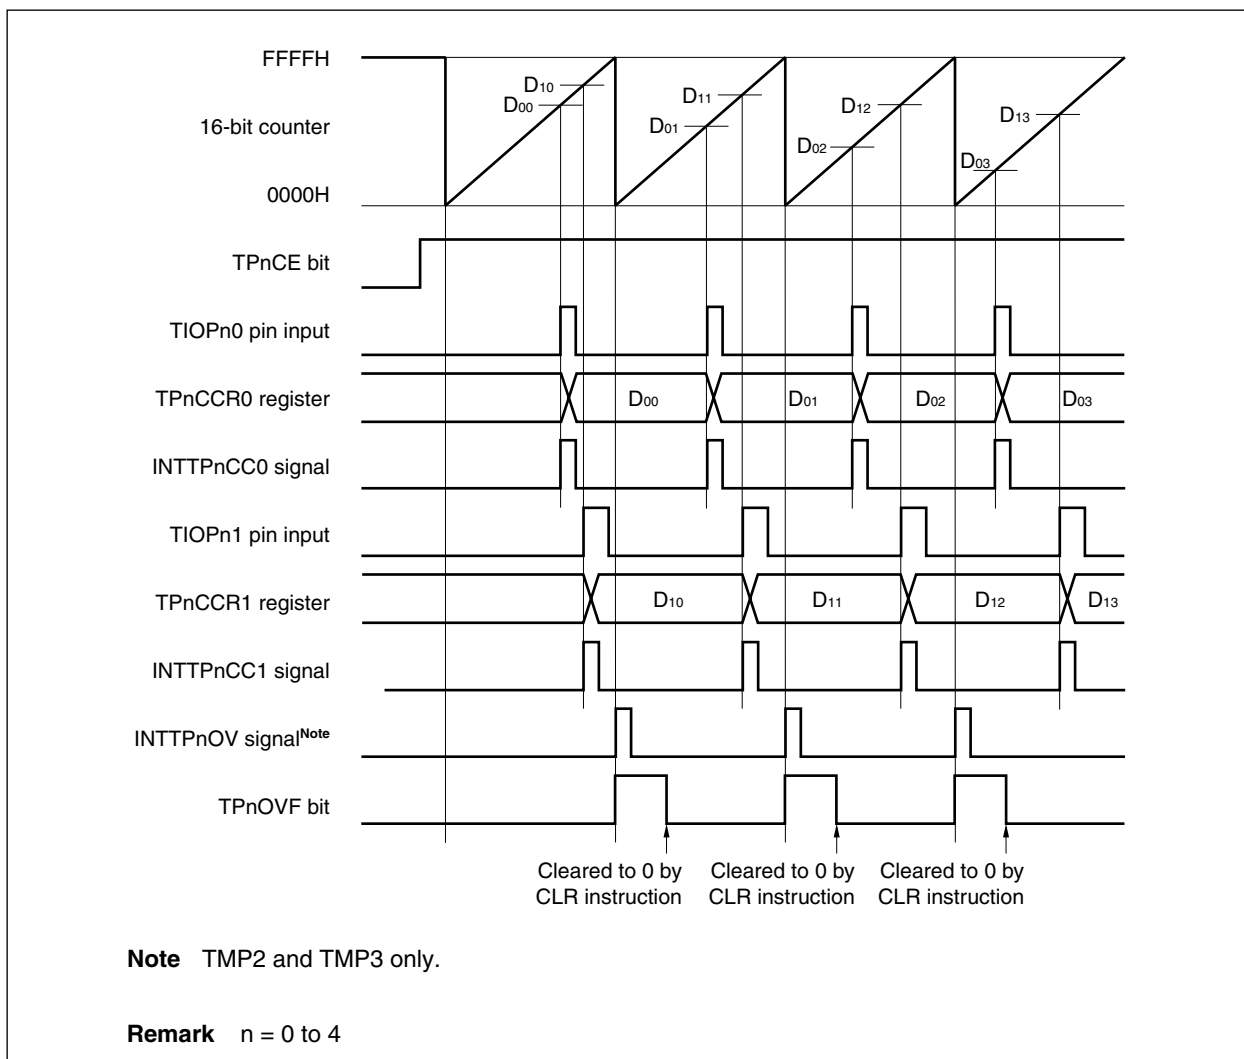 FFFFH
D10
D00
D11
D01
D12
D02
D13
D03
16-bit counter
0000H
TPnCE bit
TIOPn0 pin input
TPnCCR0 register
D00
D01
D02
D03
INTTPnCC0 signal
TIOPn1 pin input
TPnCCR1 register
D10
D11
D12
D13
INTTPnCC1 signal
INTTPnOV signalNote
TPnOVF bit
Cleared to 0 by
CLR instruction
Cleared to 0 by
CLR instruction
Cleared to 0 by
CLR instruction
Note TMP2 and TMP3 only.
Remark n = 0 to 4